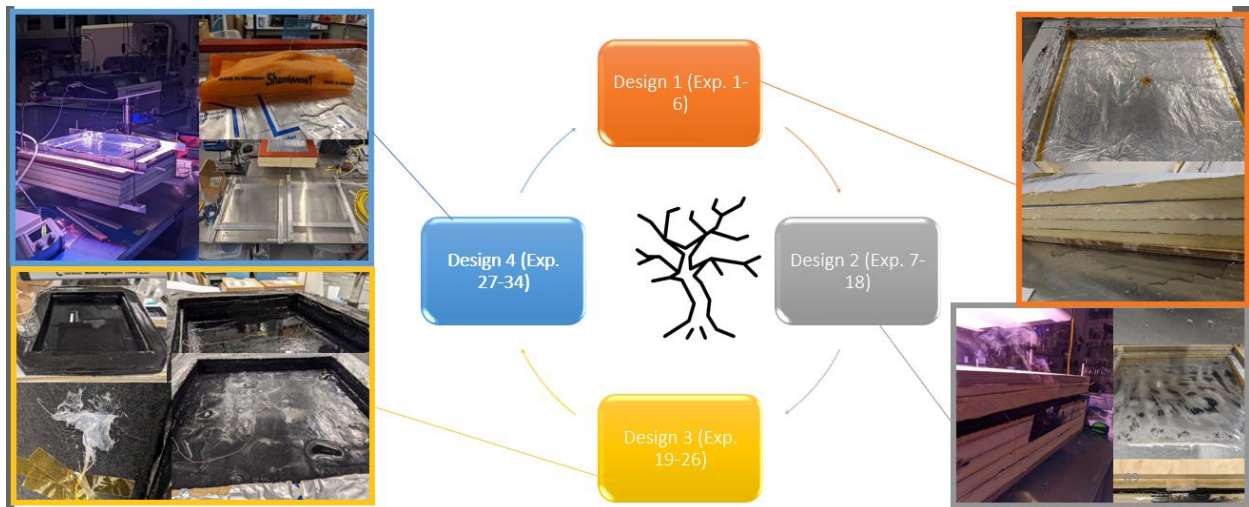 Design 1 (Exp. 1-
6)
Design 4 (Exp.
27-34)
Design 2 (Exp. 7-
18)
Design 3 (Exp.
19-26)